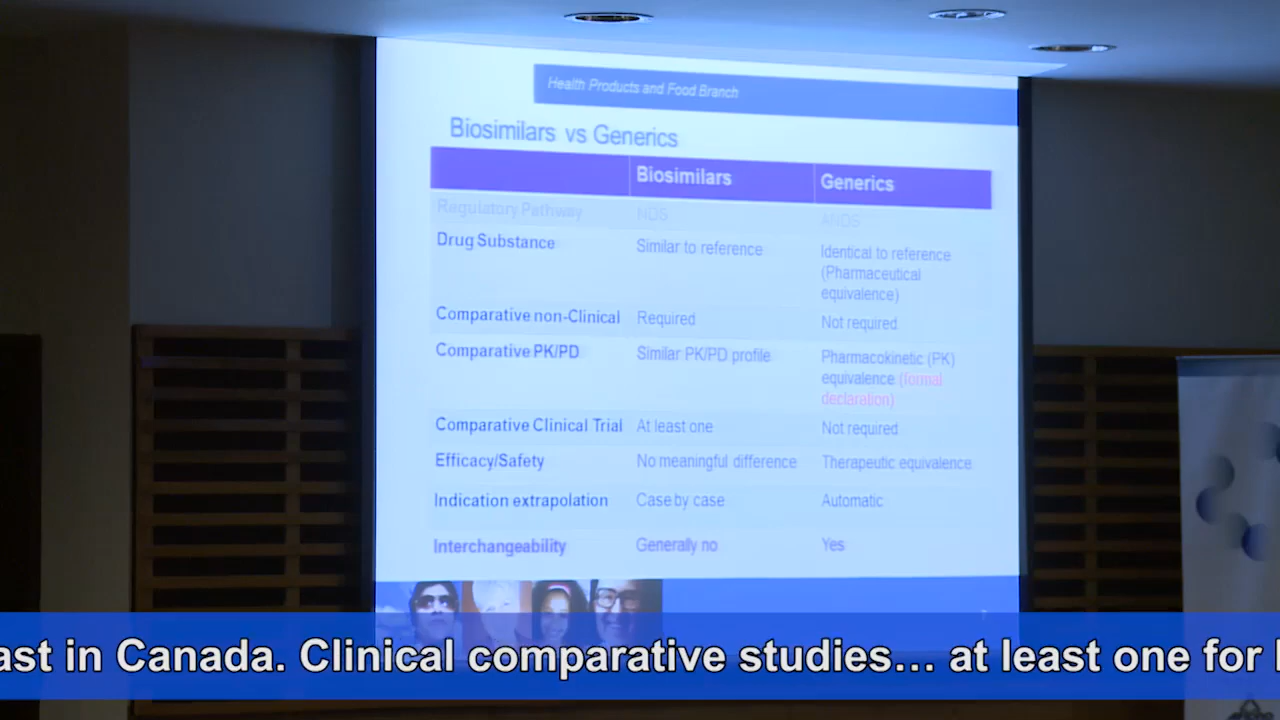 Health Products and Food Branch
Biosimilars vs Generics
Biosimilars Generics
Regulatory Pathway NDS ANDS
Drug Substance Similar to reference Identical to reference
(Pharmaceutical
equivalence)
Comparative non-Clinical Required Not required
Comparative PK/PD Similar PK/PD profile Pharmacokinetic (PK)
equivalence (formal
declaration)
Comparative Clinical Trial At least one Not required
Efficacy/Safety No meaningful difference Therapeutic equivalence
Indication extrapolation Case by case Automatic
Interchangeability Generally no Yes
ast in Canada. Clinical comparative studies… at least one for